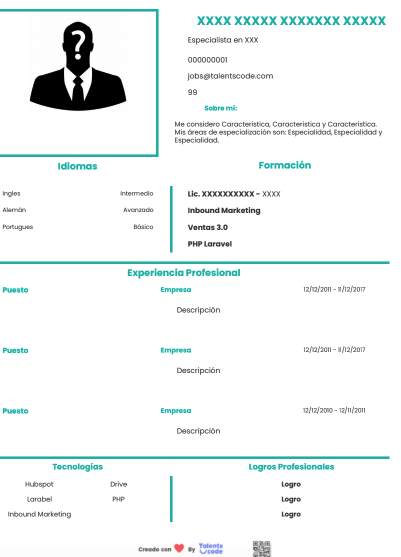 XXXX XXXXX XXXXXXX XXXXX
?
Especialista en XXX
000000001
jobs@talentscode.com
99
Sobre mi:
Me considero Caracteristica, Caracteristica y Caracteristica.
Mis áreas de especialización son: Especialidad, Especialidad y
Especialidad.
Idiomas
Ingles Intermedio
Alemán Avanzado
Portugues Básico
Formación
Lic. XXXXXXXXXX - XXXX
Inbound Marketing
Ventas 3.0
PHP Laravel
Experiencia Profesional
Puesto Empresa 12/12/2011 - 11/12/2017
Descripción
Puesto Empresa 12/12/2011 - 11/12/2017
Descripción
Puesto Empresa 12/12/2010 - 12/11/2011
Descripción
Tecnologías
Hubspot Drive
Larabel PHP
Inbound Marketing
Logros Profesionales
Logro
Logro
Logro
Creado con ❤ By Talents code